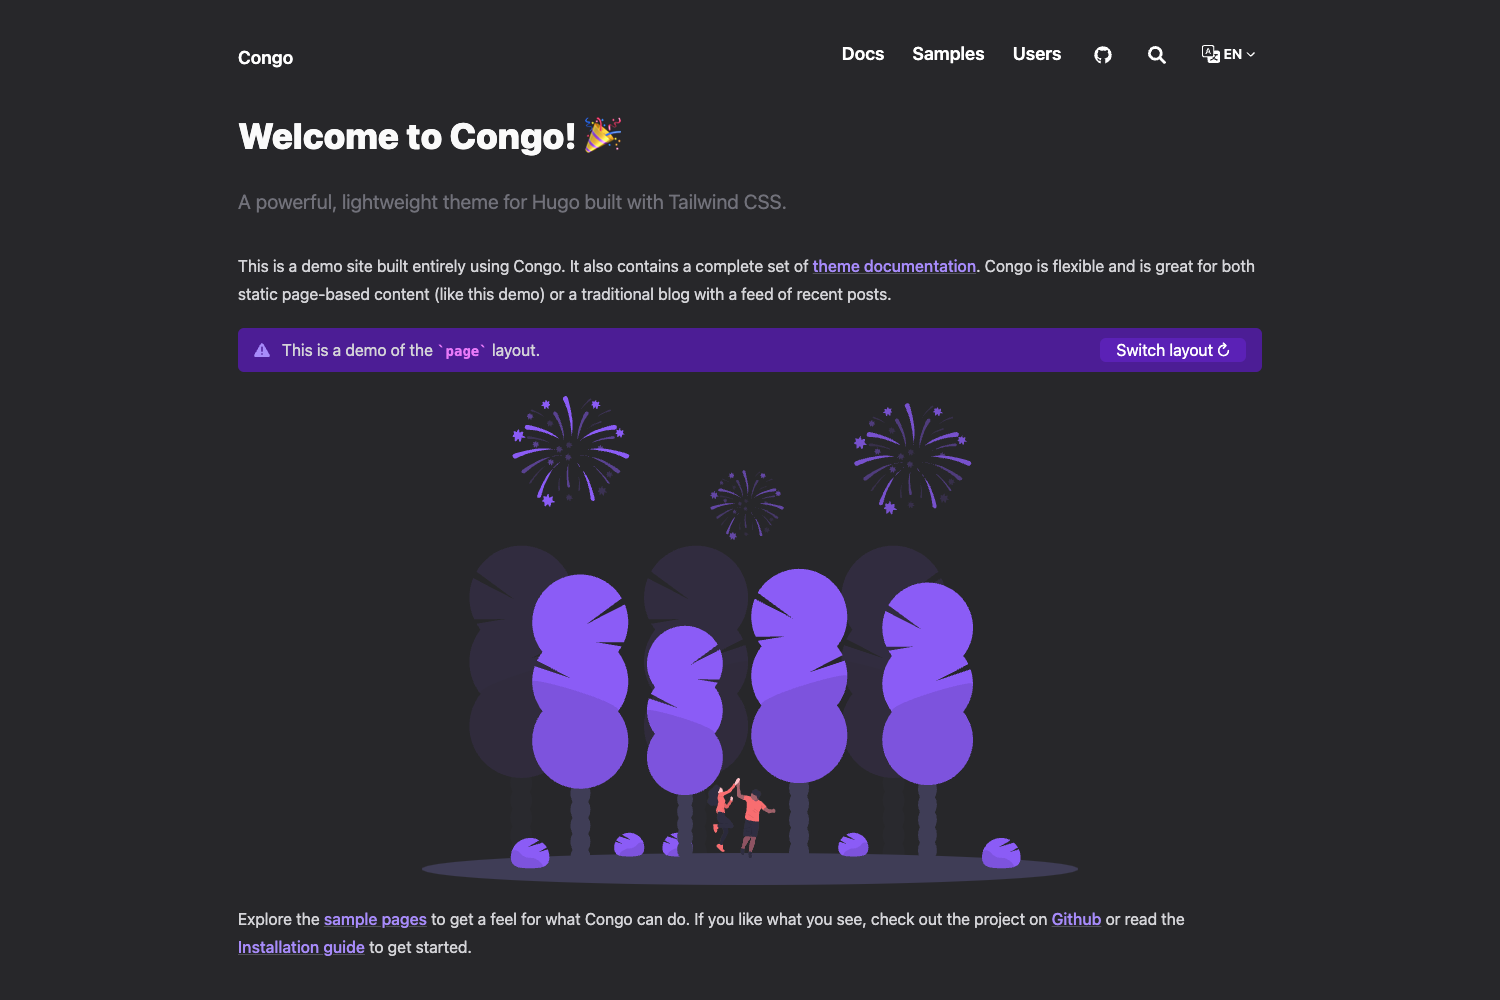 Congo
Docs Samples Users EN
Welcome to Congo! 🎉
A powerful, lightweight theme for Hugo built with Tailwind CSS.
This is a demo site built entirely using Congo. It also contains a complete set of theme documentation. Congo is flexible and is great for both
static page-based content (like this demo) or a traditional blog with a feed of recent posts.
This is a demo of the `page` layout.
Switch layout ↻
Explore the sample pages to get a feel for what Congo can do. If you like what you see, check out the project on Github or read the
Installation guide to get started.